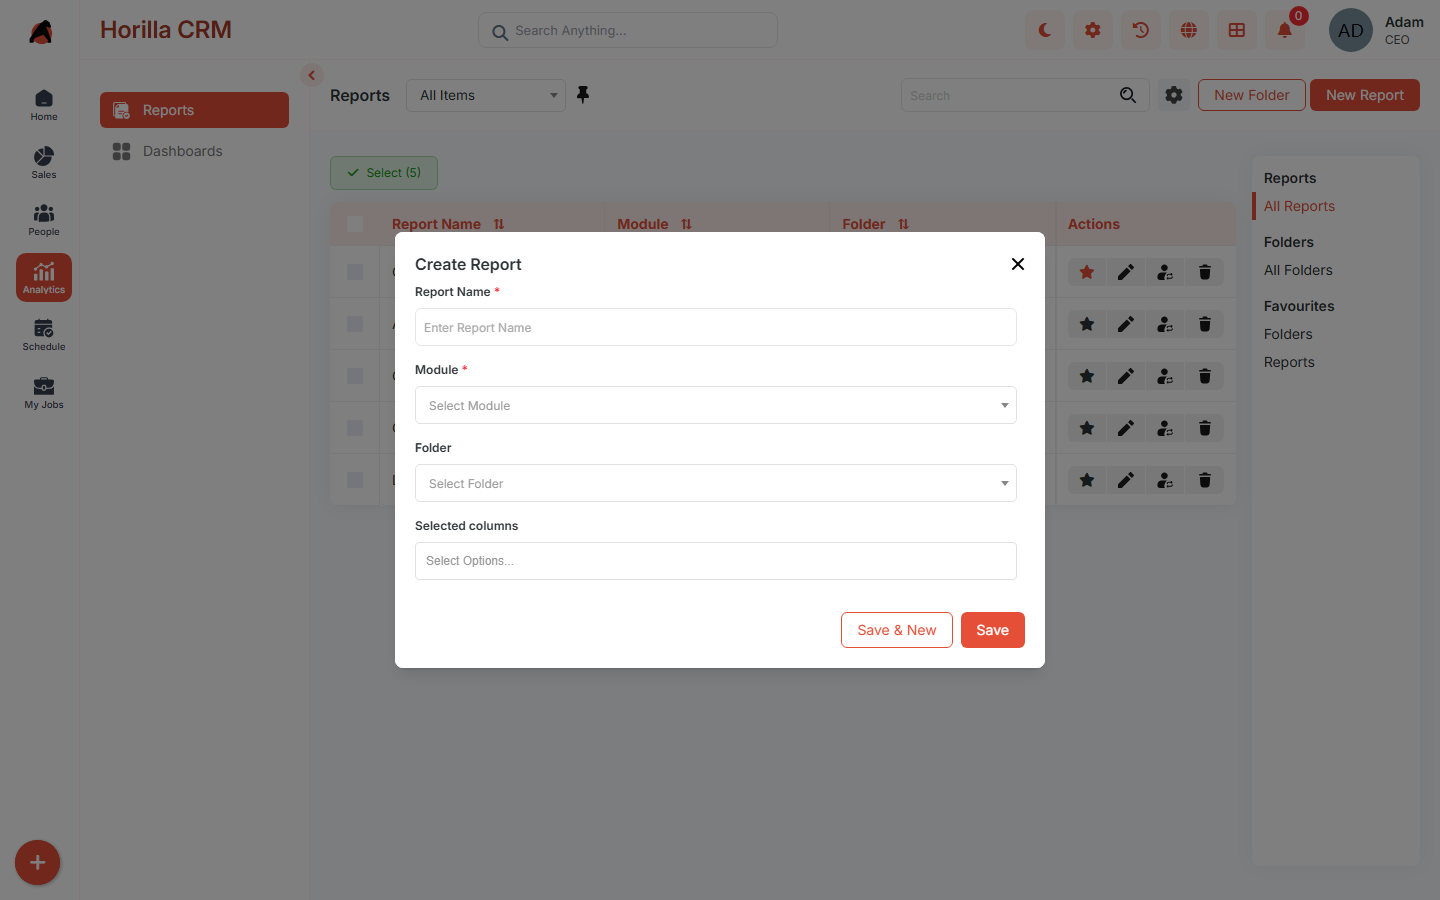 Horilla CRM
Search Anything...
0
AD
Adam
CEO
Home
Sales
People
Analytics
Schedule
My Jobs
Reports
Dashboards
Reports
All Items
Search
New Folder
New Report
Select (5)
Report Name
Module
Folder
Actions
Create Report
Report Name *
Enter Report Name
Module *
Select Module
Folder
Select Folder
Selected columns
Select Options...
Save & New
Save
Reports
All Reports
Folders
All Folders
Favourites
Folders
Reports